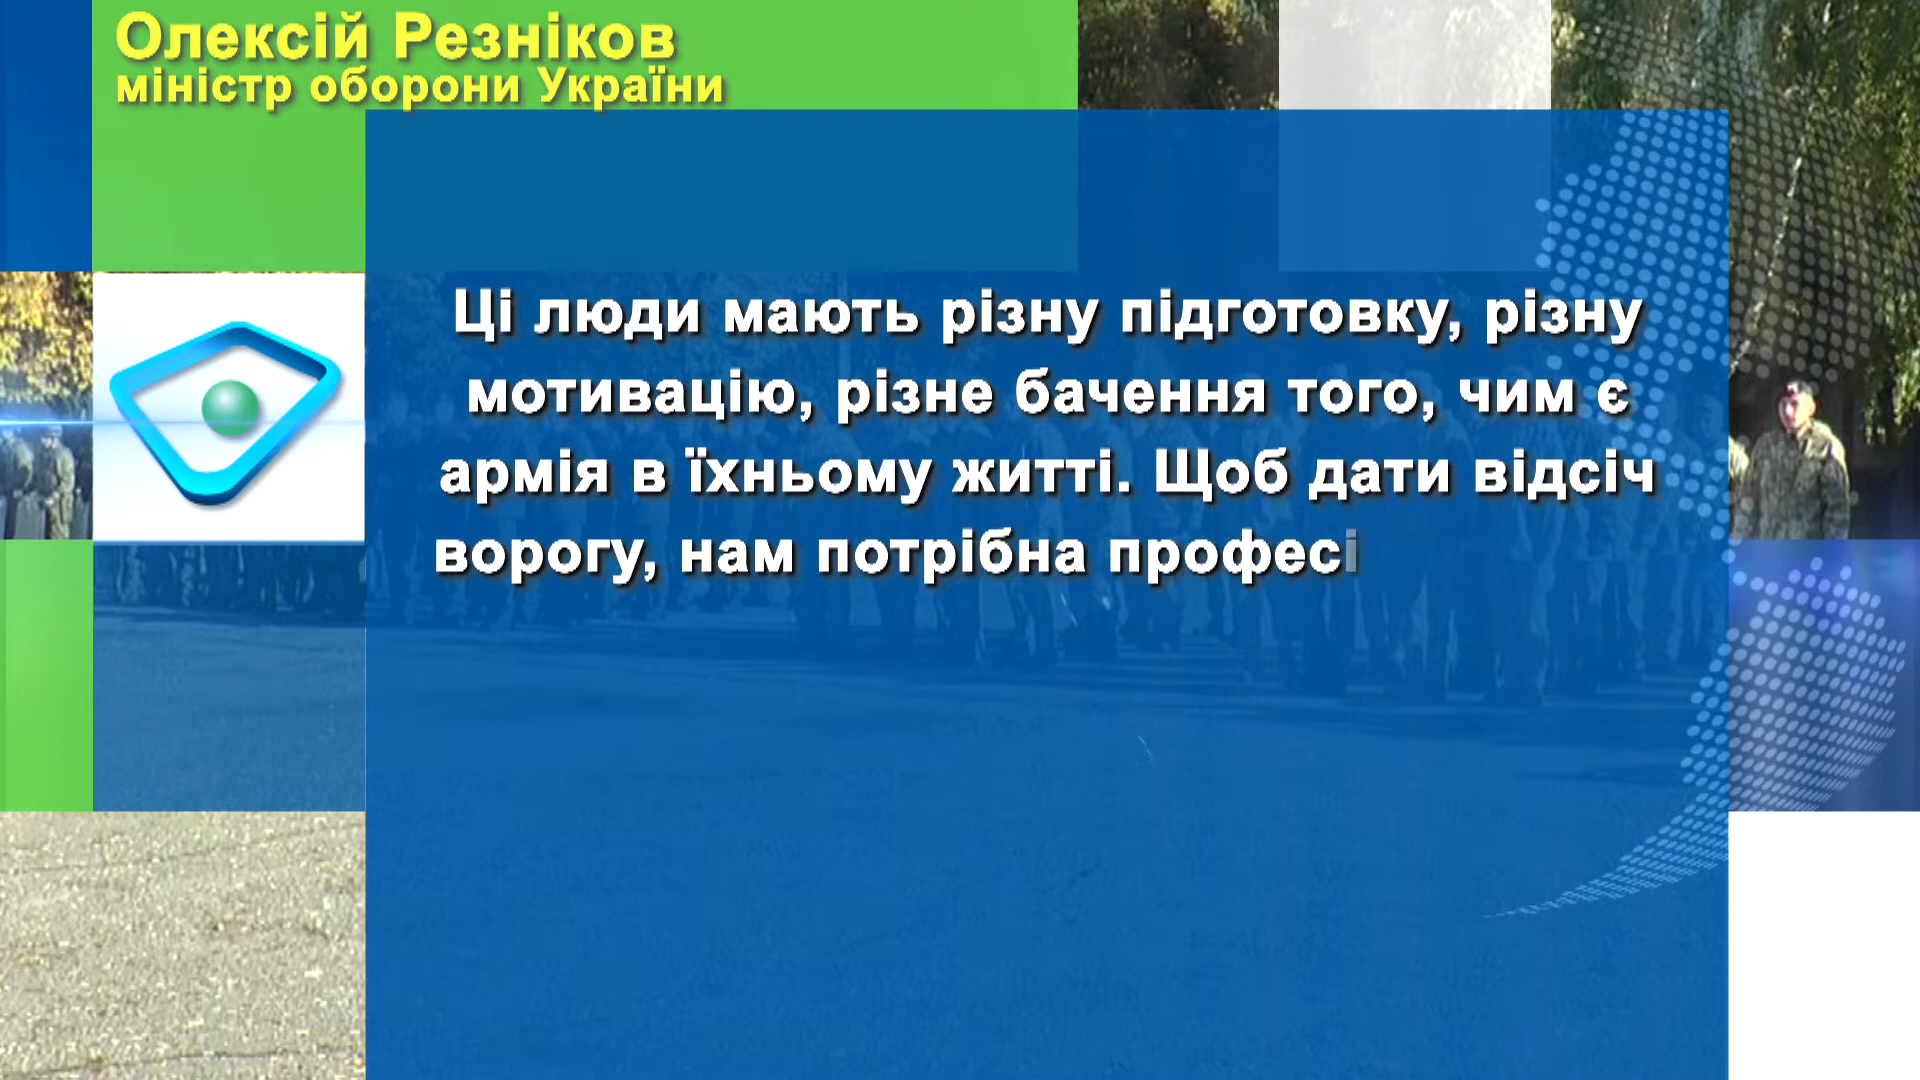 Олексій Резніков
міністр оборони України
Ці люди мають різну підготовку, різну
мотивацію, різне бачення того, чим є
армія в їхньому житті. Щоб дати відсіч
ворогу, нам потрібна професі